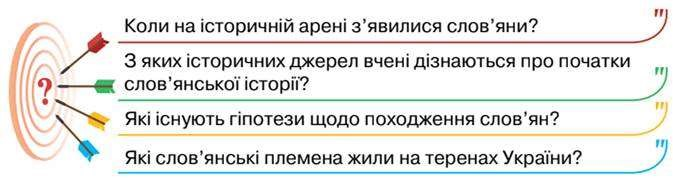 Коли на історичній арені з’явилися слов’яни?
З яких історичних джерел вчені дізнаються про початки
слов’янської історії?
?
Які існують гіпотези щодо походження слов’ян?
Які слов’янські племена жили на теренах України?